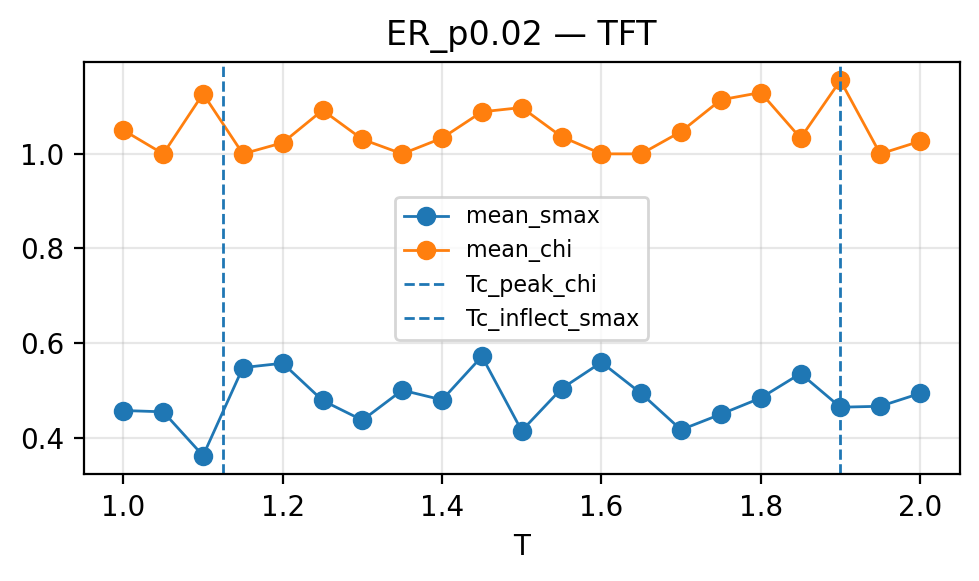 ER_p0.02 — TFT
1.0
0.8
0.6
0.4
mean_smax
mean_chi
Tc_peak_chi
Tc_inflect_smax
1.0 1.2 1.4 1.6 1.8 2.0
T